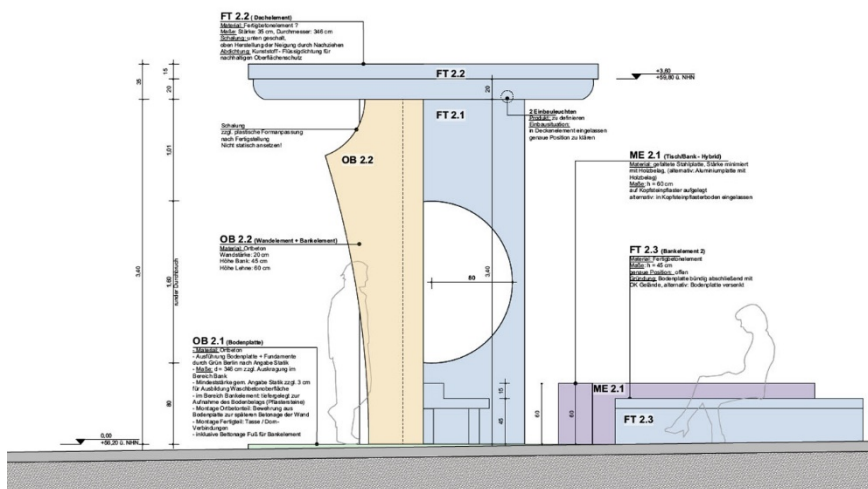 FT 2.2 (Dachelement)
Material: Fertigbetonelement ?
Maße: Stärke: 35 cm, Durchmesser: 346 cm
Schalung: unten geschalt,
oben Herstellung der Neigung durch Nachziehen
Abdichtung: Kunststoff - Flüssigdichtung für
nachhaltigen Oberflächenschutz
FT 2.2
+3,60
+59,80 ü. NHN
35
15
20
20
FT 2.1
2 Einbauleuchten
Produkt: zu definieren
Einbausituation:
in Deckenelement eingelassen
genaue Position zu klären
Schalung
zzgl. plastische Formanpassung
nach Fertigstellung
Nicht statisch ansetzen!
OB 2.2
1,01
ME 2.1 (Tisch/Bank - Hybrid)
Material: gefaltete Stahlplatte, Stärke minimiert
mit Holzbelag, (alternativ: Aluminiumplatte mit
Holzbelag)
Maße: h = 60 cm
auf Kopfsteinpflaster aufgelegt
alternativ: in Kopfsteinpflasterboden eingelassen
OB 2.2 (Wandelement + Bankelement)
Material: Ortbeton
Wandstärke: 20 cm
Höhe Bank: 45 cm
Höhe Lehne: 60 cm
3,40
1,60
runder Durchbruch
80
3,40
FT 2.3 (Bankelement 2)
Material: Fertigbetonelement
Maße: h = 45 cm
genaue Position: offen
Gründung: Bodenplatte bündig abschließend mit
OK Gelände, alternativ: Bodenplatte versenkt
OB 2.1 (Bodenplatte)
- Material: Ortbeton
- Ausführung Bodenplatte + Fundamente
durch Grün Berlin nach Angabe Statik
- Maße: d = 346 cm zzgl. Auskragung im
Bereich Bank
- Mindeststärke gem. Angabe Statik zzgl. 3 cm
für Ausbildung Waschbetonoberfläche
- im Bereich Bankelement: tiefergelegt zur
Aufnahme des Bodenbelags (Pflastersteine)
- Montage Ortbetonteil: Bewehrung aus
Bodenplatte zur späteren Betonage der Wand
- Montage Fertigteil: Tasse / Dorn-
Verbindungen
- inklusive Betonage Fuß für Bankelement
80
15
45
60
60
ME 2.1
FT 2.3
0,00
+56,20 ü. NHN